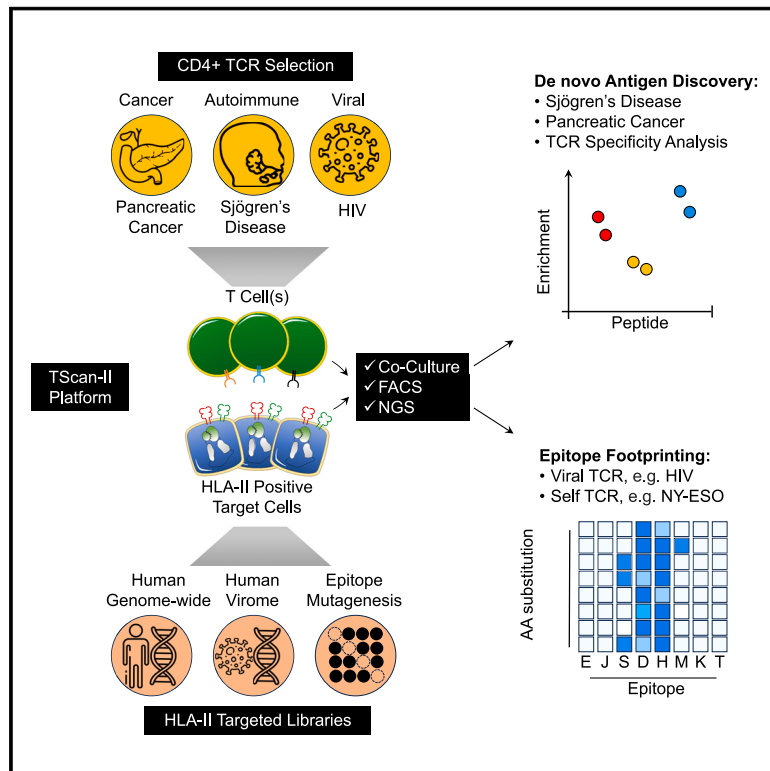 CD4+ TCR Selection
Cancer
Autoimmune
Viral
Pancreatic
Cancer
Sjögren's
Disease
HIV
T Cell(s)
TScan-II
Platform
✓Co-Culture
✓FACS
✓NGS
HLA-II Positive
Target Cells
Human
Genome-wide
Human
Virome
Epitope
Mutagenesis
HLA-II Targeted Libraries
De novo Antigen Discovery:
• Sjögren's Disease
• Pancreatic Cancer
• TCR Specificity Analysis
Enrichment
Peptide
Epitope Footprinting:
• Viral TCR, e.g. HIV
• Self TCR, e.g. NY-ESO
AA substitution
E J S D H M K T
Epitope